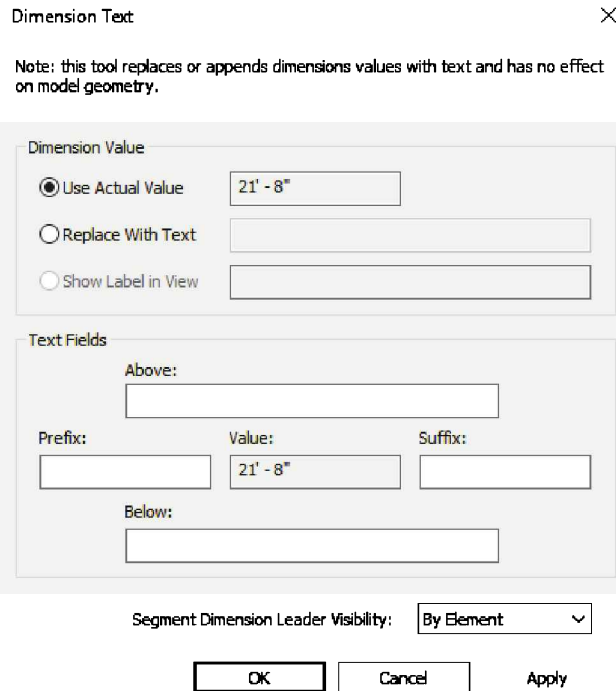 Dimension Text
Note: this tool replaces or appends dimensions values with text and has no effect
on model geometry.
Dimension Value
Use Actual Value 21' - 8"
Replace With Text
Show Label in View
Text Fields
Above:
Prefix: Value: Suffix:
21' - 8"
Below:
Segment Dimension Leader Visibility: By Element
OK Cancel Apply